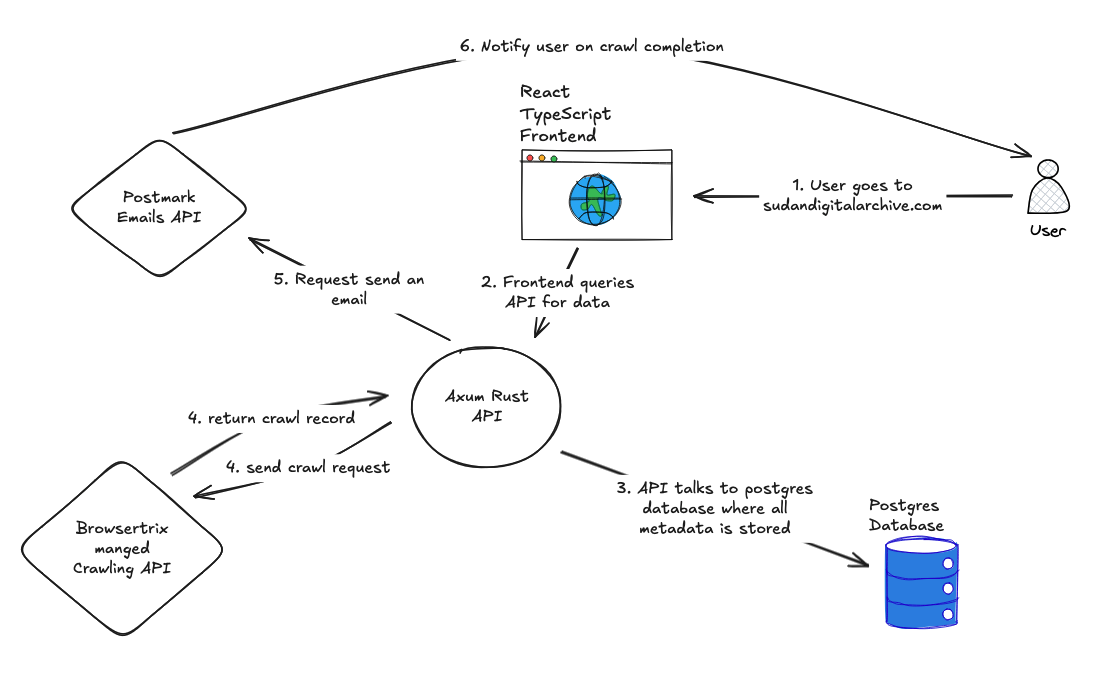 6. Notify user on crawl completion
React
TypeScript
Frontend
Postmark
Emails API
1. User goes to
sudandigitalarchive.com
User
5. Request send an
email
2. Frontend queries
API for data
Axum Rust
API
4. return crawl record
4. send crawl request
3. API talks to postgres
database where all
metadata is stored
Postgres
Database
Browsertrix
manged
Crawling API